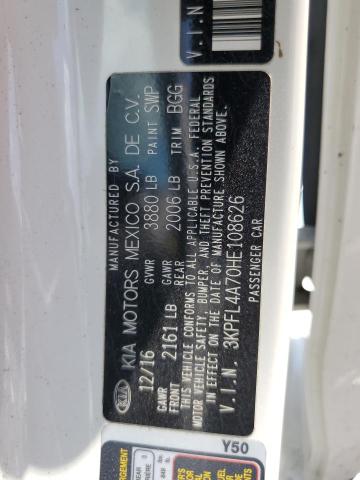 MANUFACTURED BY
KIA KIA MOTORS MEXICO S.A. DE C.V.
12/16 GVWR 3880 LB PAINT SWP
GAWR FRONT 2161 LB GAWR REAR 2006 LB TRIM BGG
THIS VEHICLE CONFORMS TO ALL APPLICABLE U.S.A. FEDERAL
MOTOR VEHICLE SAFETY, BUMPER, AND THEFT PREVENTION STANDARDS
IN EFFECT ON THE DATE OF MANUFACTURE SHOWN ABOVE.
V.I.N. 3KPFL4A70HE108626
PASSENGER CAR
V.I.N
Y50